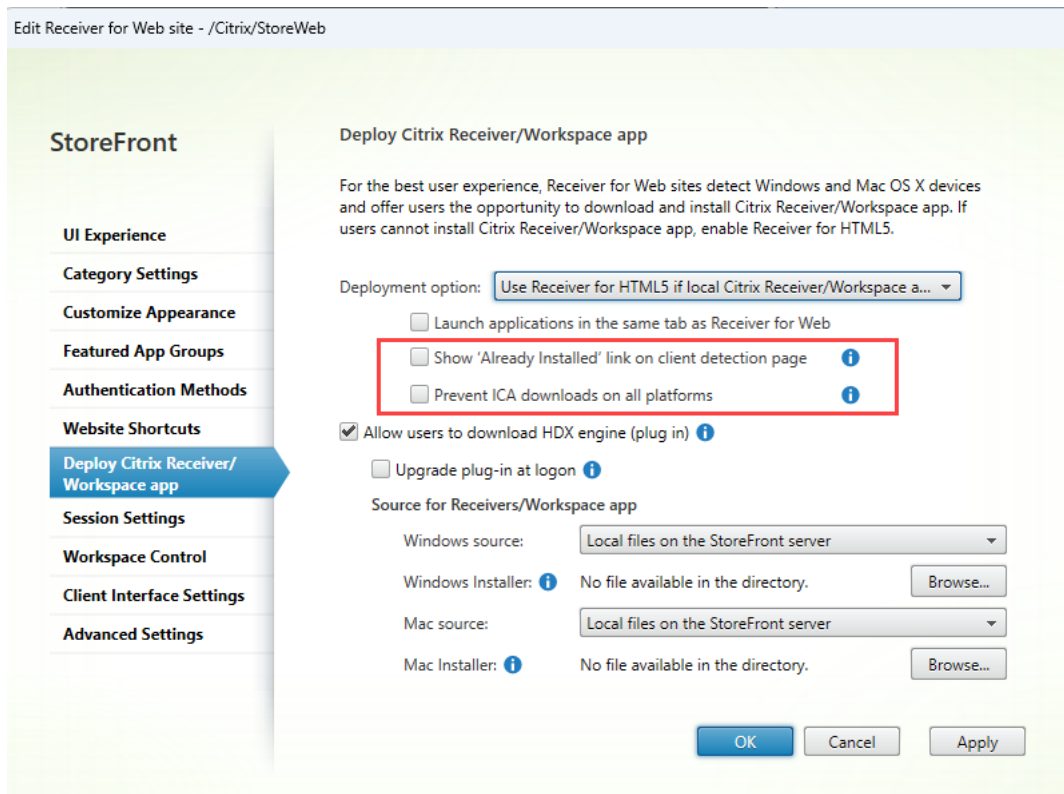 Edit Receiver for Web site - /Citrix/StoreWeb
StoreFront
UI Experience
Category Settings
Customize Appearance
Featured App Groups
Authentication Methods
Website Shortcuts
Deploy Citrix Receiver/
Workspace app
Session Settings
Workspace Control
Client Interface Settings
Advanced Settings
Deploy Citrix Receiver/Workspace app
For the best user experience, Receiver for Web sites detect Windows and Mac OS X devices
and offer users the opportunity to download and install Citrix Receiver/Workspace app. If
users cannot install Citrix Receiver/Workspace app, enable Receiver for HTML5.
Deployment option: Use Receiver for HTML5 if local Citrix Receiver/Workspace a...
Launch applications in the same tab as Receiver for Web
Show ‘Already Installed’ link on client detection page
Prevent ICA downloads on all platforms
Allow users to download HDX engine (plug in)
Upgrade plug-in at logon
Source for Receivers/Workspace app
Windows source: Local files on the StoreFront server
Windows Installer: No file available in the directory. Browse...
Mac source: Local files on the StoreFront server
Mac Installer: No file available in the directory. Browse...
OK Cancel Apply